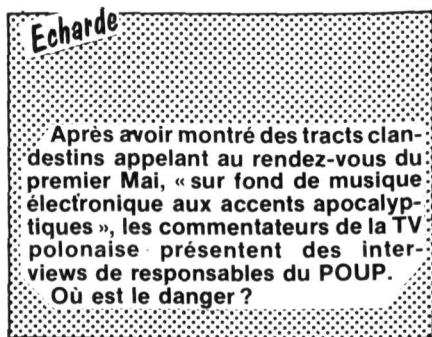 Echarde
Après avoir montré des tracts clan-
destins appelant au rendez-vous du
premier Mai, « sur fond de musique
électronique aux accents apocalyp-
tiques », les commentateurs de la TV
polonaise présentent des inter-
views de responsables du POUP.
Où est le danger ?